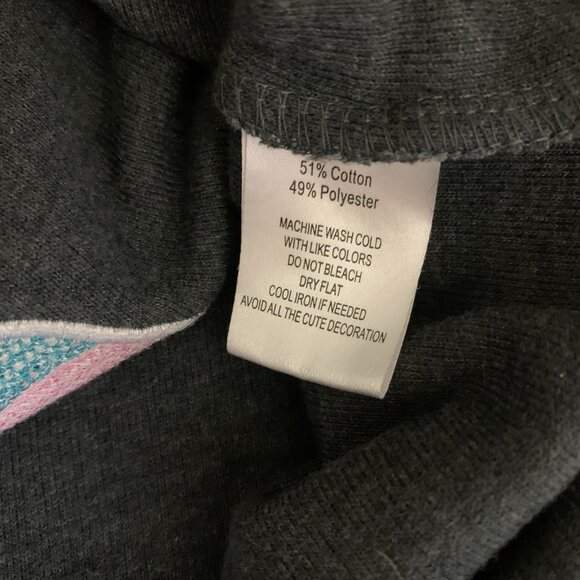 51% Cotton
49% Polyester
MACHINE WASH COLD
WITH LIKE COLORS
DO NOT BLEACH
DRY FLAT
COOL IRON IF NEEDED
AVOID ALL THE CUTE DECORATION